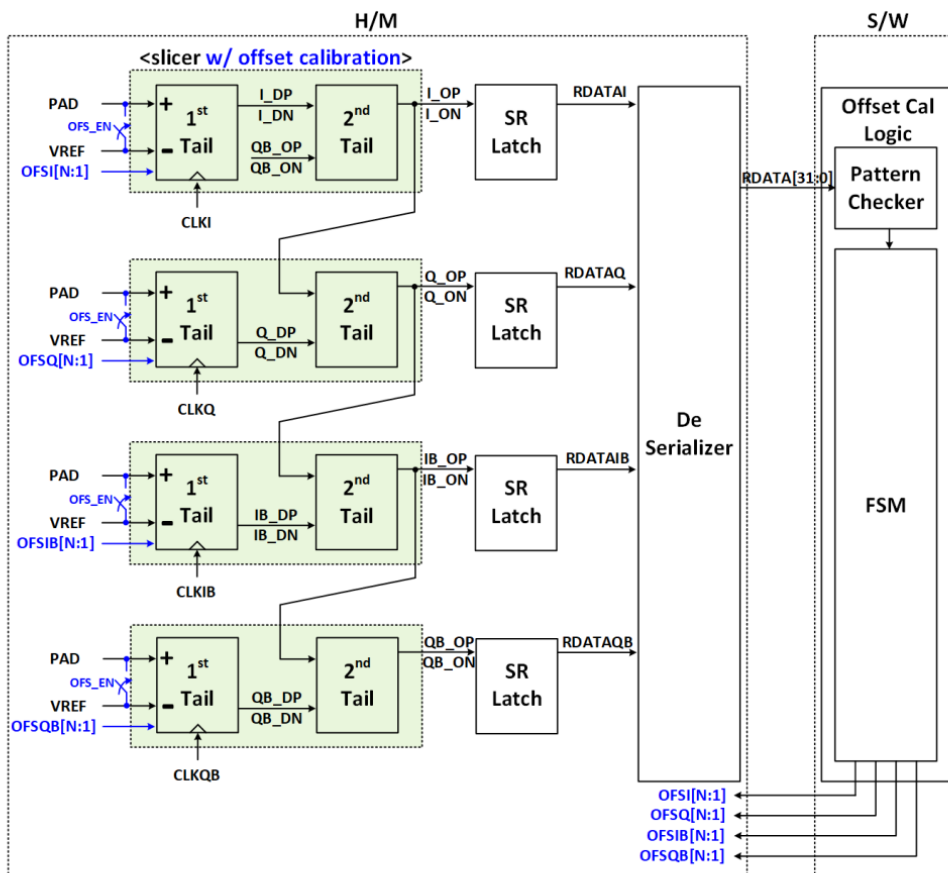 H/M
S/W
<slicer w/ offset calibration>
PAD
OFS_EN
VREF
OFSI[N:1]
+
-
1st
Tail
CLKI
I_DP
I_DN
QB_OP
QB_ON
2nd
Tail
I_OP
I_ON
SR
Latch
RDATAI
PAD
OFS_EN
VREF
OFSQ[N:1]
+
-
1st
Tail
CLKQ
Q_DP
Q_DN
2nd
Tail
Q_OP
Q_ON
SR
Latch
RDATAQ
PAD
OFS_EN
VREF
OFSIB[N:1]
+
-
1st
Tail
CLKIB
IB_DP
IB_DN
2nd
Tail
IB_OP
IB_ON
SR
Latch
RDATAIB
PAD
OFS_EN
VREF
OFSQB[N:1]
+
-
1st
Tail
CLKQB
QB_DP
QB_DN
2nd
Tail
QB_OP
QB_ON
SR
Latch
RDATAQB
De
Serializer
RDATA[31:0]
Offset Cal
Logic
Pattern
Checker
FSM
OFSI[N:1]
OFSQ[N:1]
OFSIB[N:1]
OFSQB[N:1]